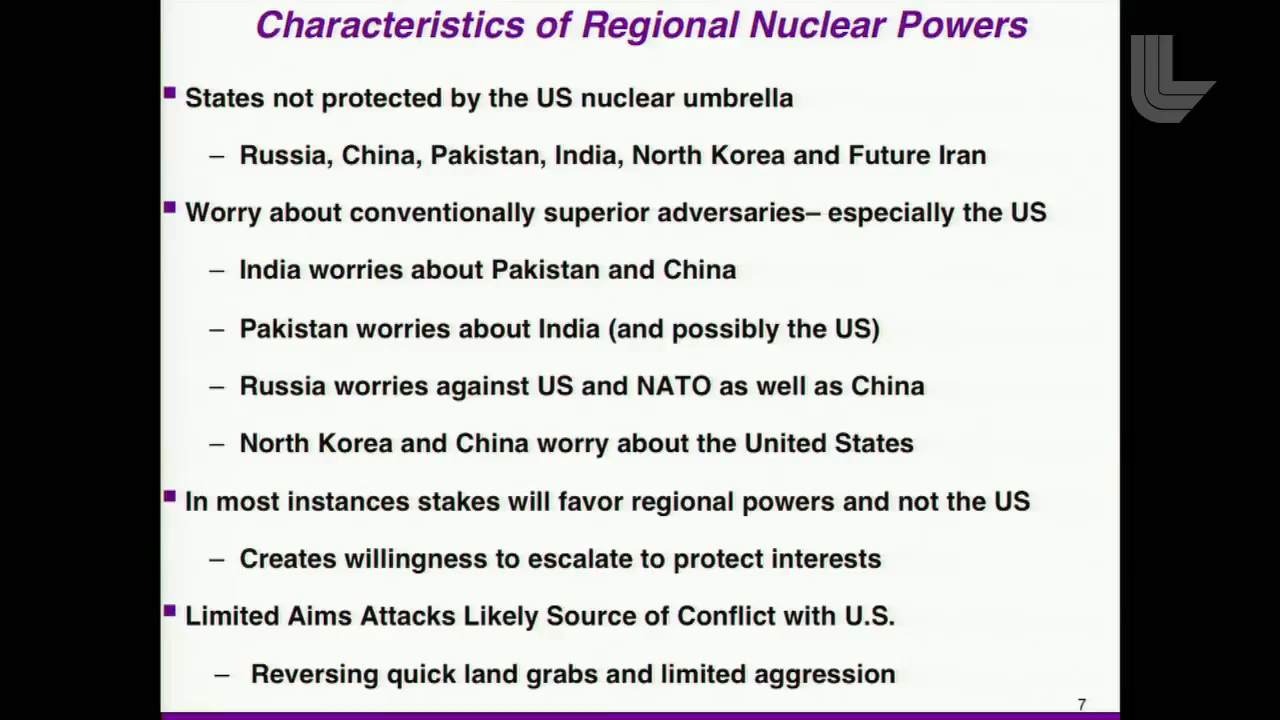 Characteristics of Regional Nuclear Powers
States not protected by the US nuclear umbrella
– Russia, China, Pakistan, India, North Korea and Future Iran
Worry about conventionally superior adversaries– especially the US
– India worries about Pakistan and China
– Pakistan worries about India (and possibly the US)
– Russia worries against US and NATO as well as China
– North Korea and China worry about the United States
In most instances stakes will favor regional powers and not the US
– Creates willingness to escalate to protect interests
Limited Aims Attacks Likely Source of Conflict with U.S.
– Reversing quick land grabs and limited aggression
7